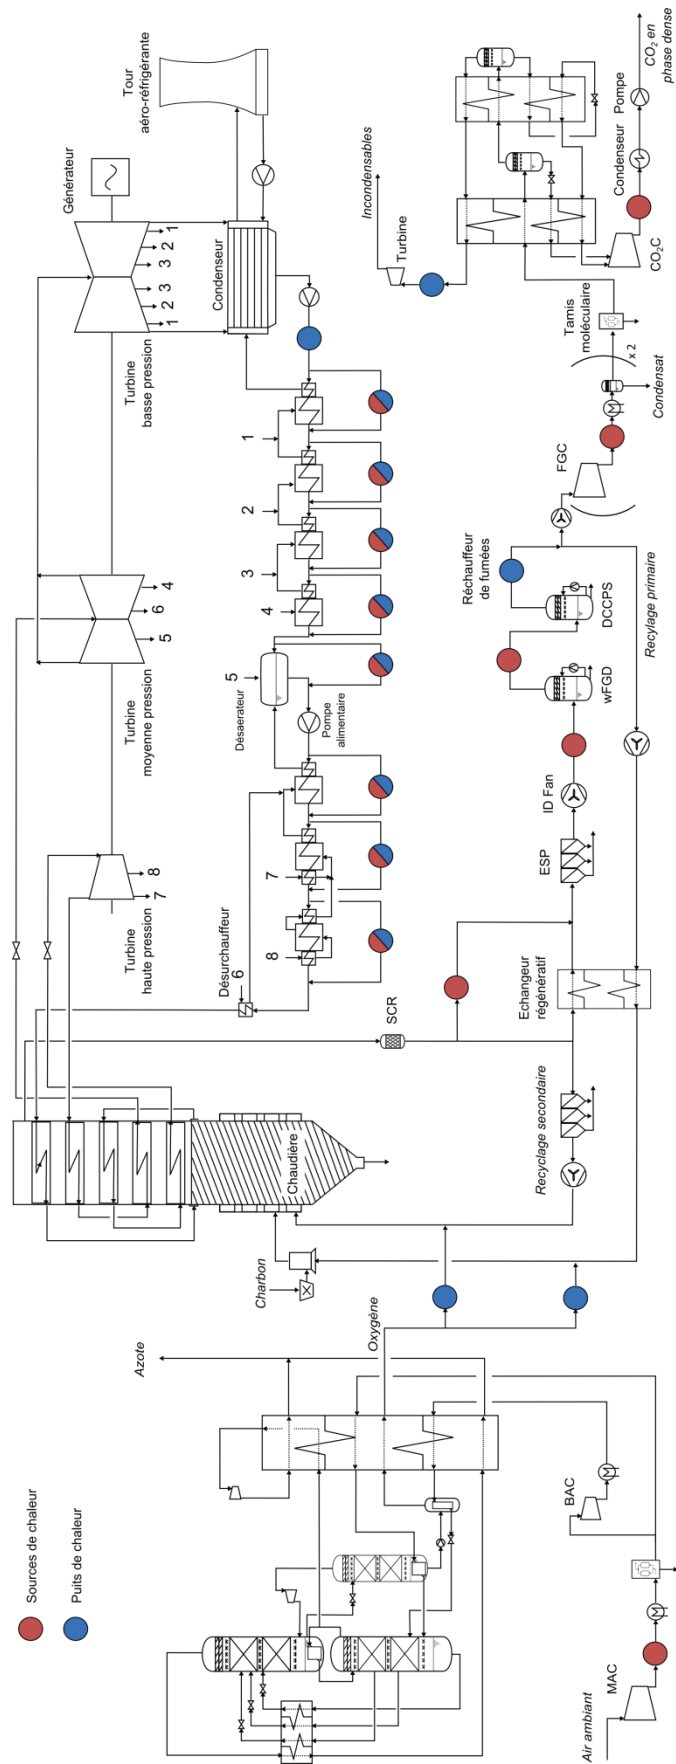 Sources de chaleur
Puits de chaleur
Azote
Oxygène
Air ambiant
MAC
BAC
Charbon
Chaudière
Recyclage secondaire
SCR
Turbine
haute pression
7
8
Turbine
moyenne pression
5
6
4
Turbine
basse pression
1
2
3
3
2
1
Générateur
Tour
aéro-réfrigérante
Condenseur
Désurchauffeur
6
8
7
Désaerateur
5
Pompe
alimentaire
4
3
2
1
Echangeur
régénératif
ESP
ID Fan
wFGD
DCCPS
Réchauffeur
de fumées
Recylage primaire
FGC
x 2
Condensat
Tamis
moléculaire
Incondensables
Turbine
CO₂C
Condenseur
Pompe
CO₂ en
phase dense